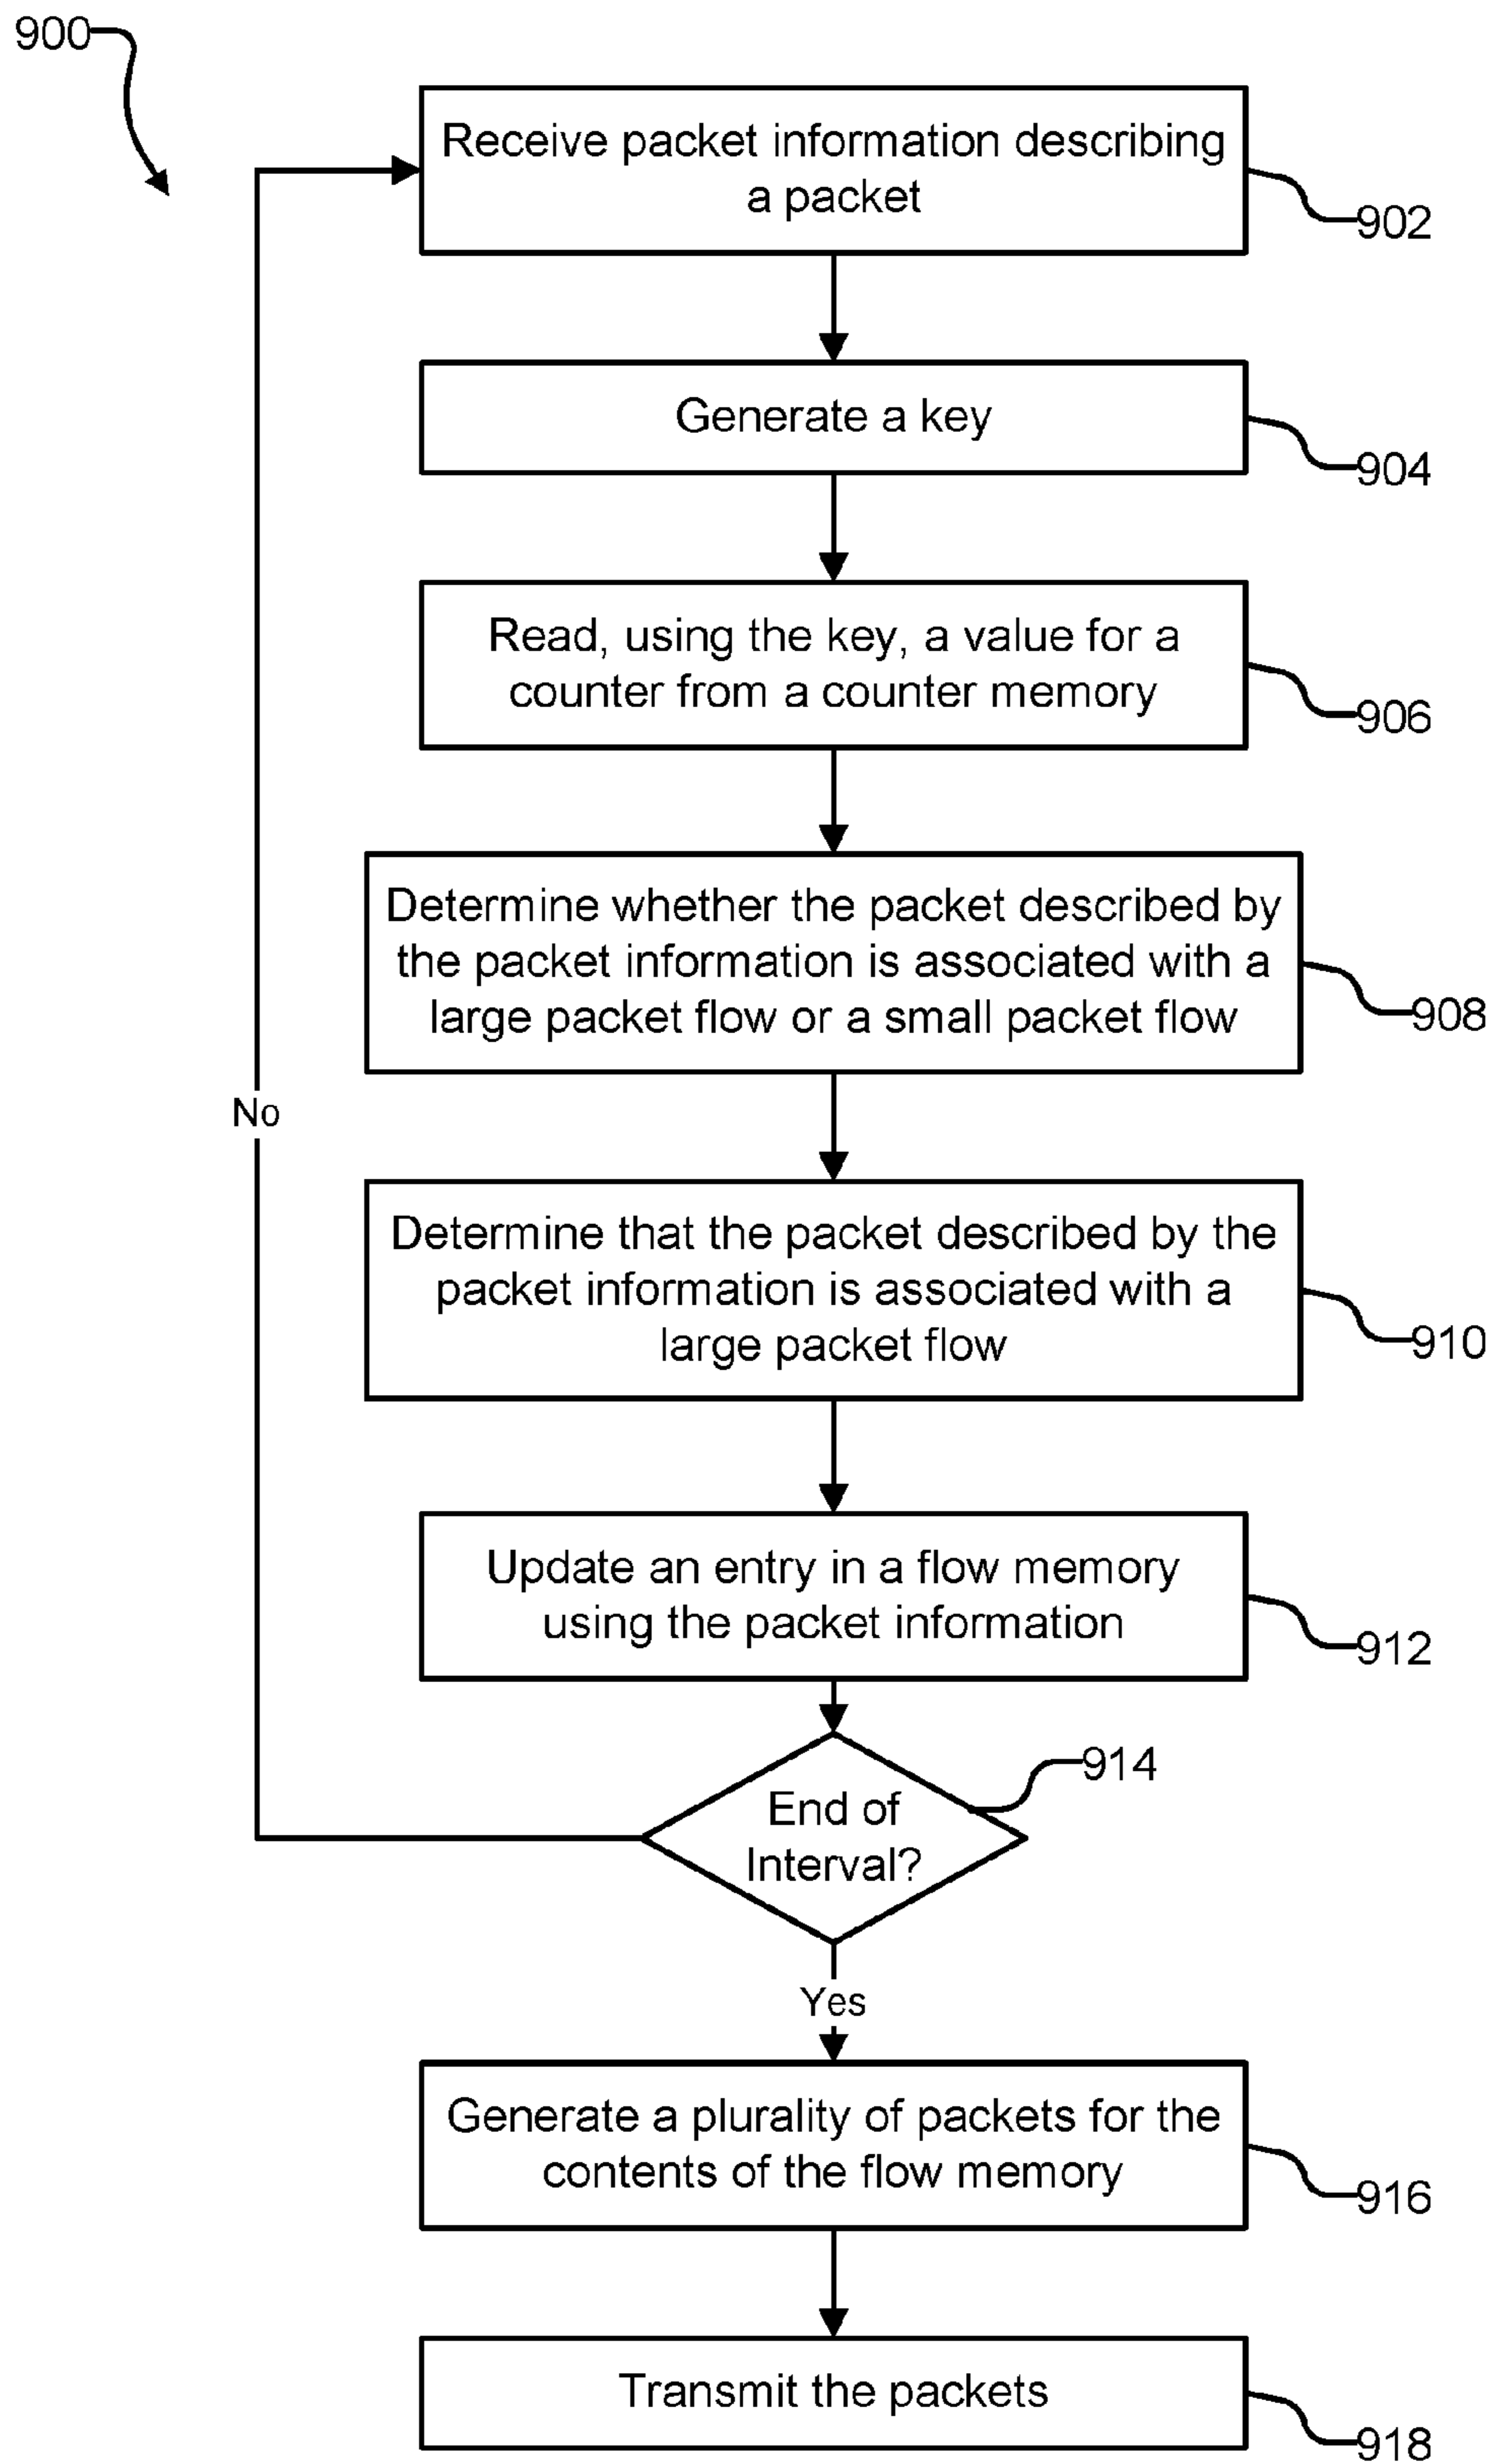 900
Receive packet information describing
a packet
902
Generate a key
904
Read, using the key, a value for a
counter from a counter memory
906
Determine whether the packet described by
the packet information is associated with a
large packet flow or a small packet flow
908
No
Determine that the packet described by the
packet information is associated with a
large packet flow
910
Update an entry in a flow memory
using the packet information
912
914
End of
Interval?
Yes
Generate a plurality of packets for the
contents of the flow memory
916
Transmit the packets
918